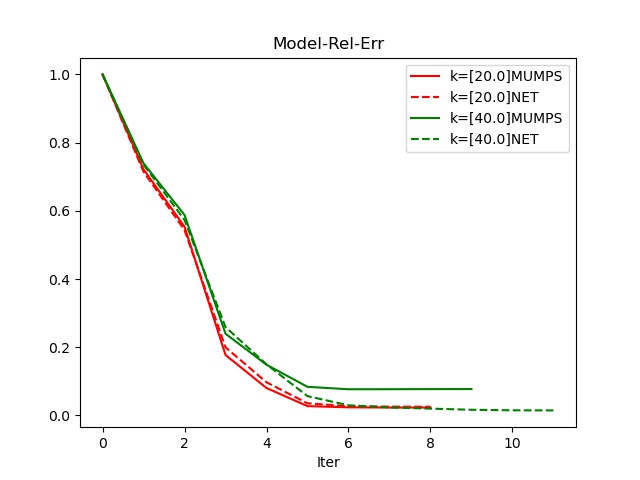 Model-Rel-Err
k=[20.0]MUMPS
k=[20.0]NET
k=[40.0]MUMPS
k=[40.0]NET
1.0
0.8
0.6
0.4
0.2
0.0
0 2 4 6 8 10
Iter